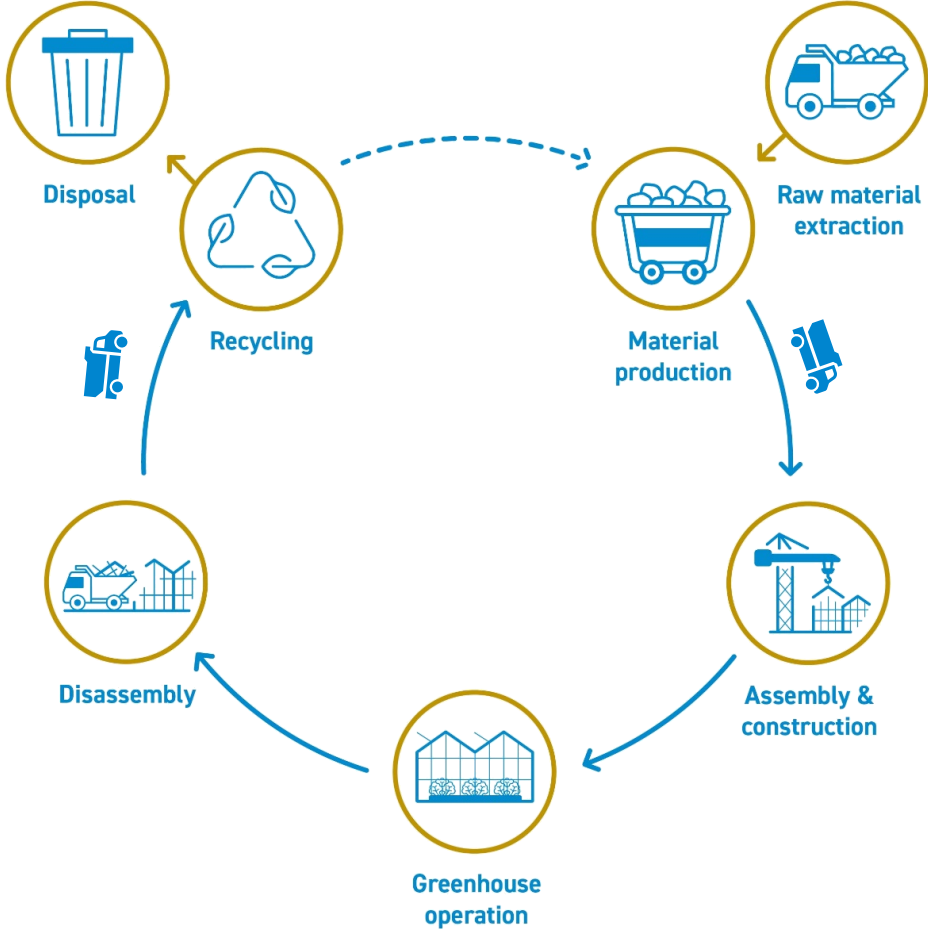 Disposal
Raw material
extraction
Recycling
Material
production
Disassembly
Assembly &
construction
Greenhouse
operation